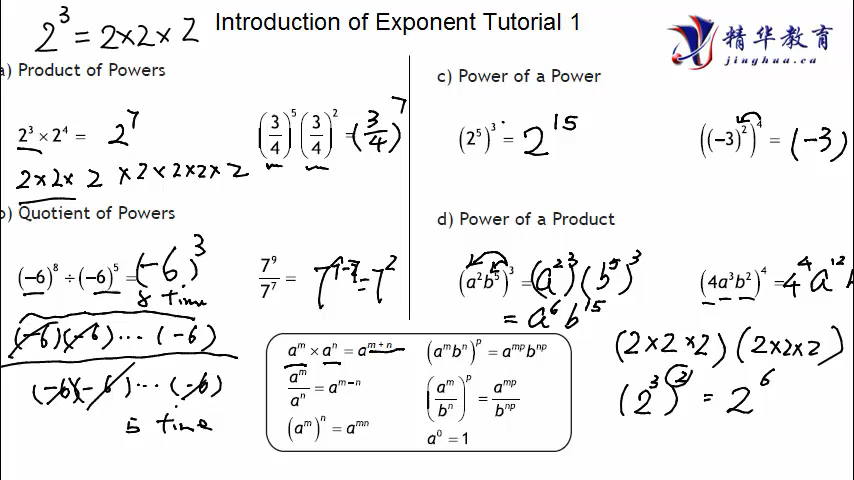 Introduction of Exponent Tutorial 1
精华教育
jinghua.ca
2³ = 2×2×2
a) Product of Powers
2³ × 2⁴ = 2⁷
2×2×2 ×2×2×2×2
(3/4)⁵ (3/4)² = (3/4)⁷
b) Quotient of Powers
(−6)⁸ ÷ (−6)⁵ = (−6)³
8 time
(−6)(−6) ... (−6)
(−6)(−6) ... (−6)
5 time
7⁹/7⁷ = 7⁹⁻⁷ = 7²
c) Power of a Power
(2⁵)³ = 2¹⁵
((−3)²)⁴ = (−3)
d) Power of a Product
(a²b⁵)³ = (a²)³(b⁵)³
= a⁶b¹⁵
(4a³b²)⁴ = 4⁴a¹²b
(2×2×2)(2×2×2)
(2³)² = 2⁶
aᵐ × aⁿ = aᵐ⁺ⁿ
aᵐ/aⁿ = aᵐ⁻ⁿ
(aᵐ)ⁿ = aᵐⁿ
(aᵐbⁿ)ᵖ = aᵐᵖbⁿᵖ
(aᵐ/bⁿ)ᵖ = aᵐᵖ/bⁿᵖ
a⁰ = 1